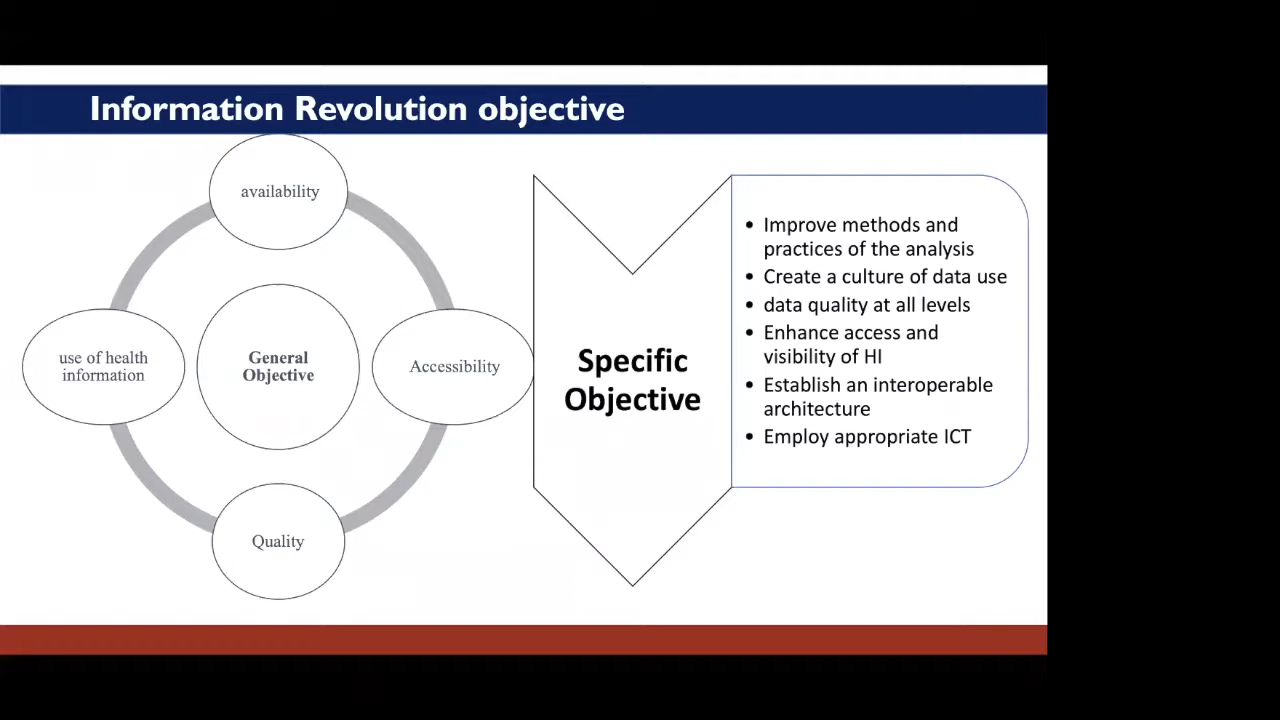 Information Revolution objective
availability
use of health
information
General
Objective
Accessibility
Quality
Specific
Objective
• Improve methods and
practices of the analysis
• Create a culture of data use
• data quality at all levels
• Enhance access and
visibility of HI
• Establish an interoperable
architecture
• Employ appropriate ICT